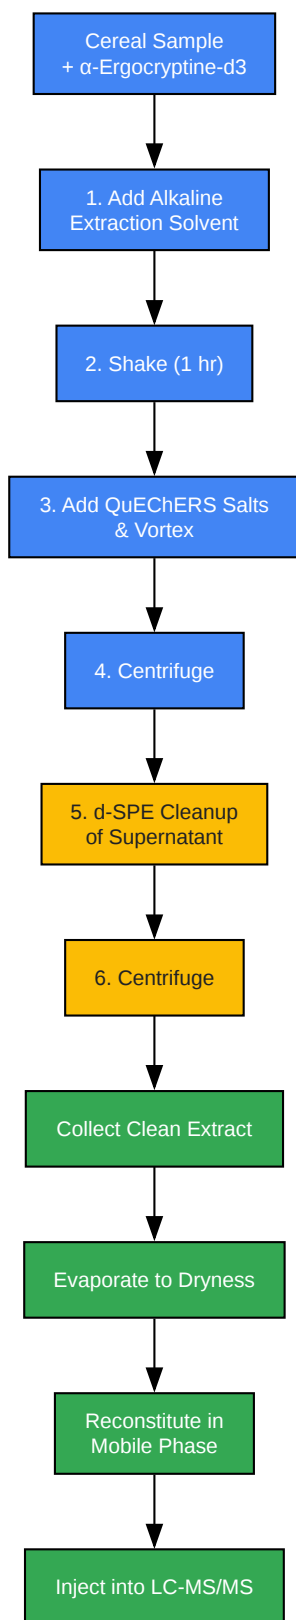 Cereal Sample
+ α-Ergocryptine-d3
1. Add Alkaline
Extraction Solvent
2. Shake (1 hr)
3. Add QuEChERS Salts
& Vortex
4. Centrifuge
5. d-SPE Cleanup
of Supernatant
6. Centrifuge
Collect Clean Extract
Evaporate to Dryness
Reconstitute in
Mobile Phase
Inject into LC-MS/MS